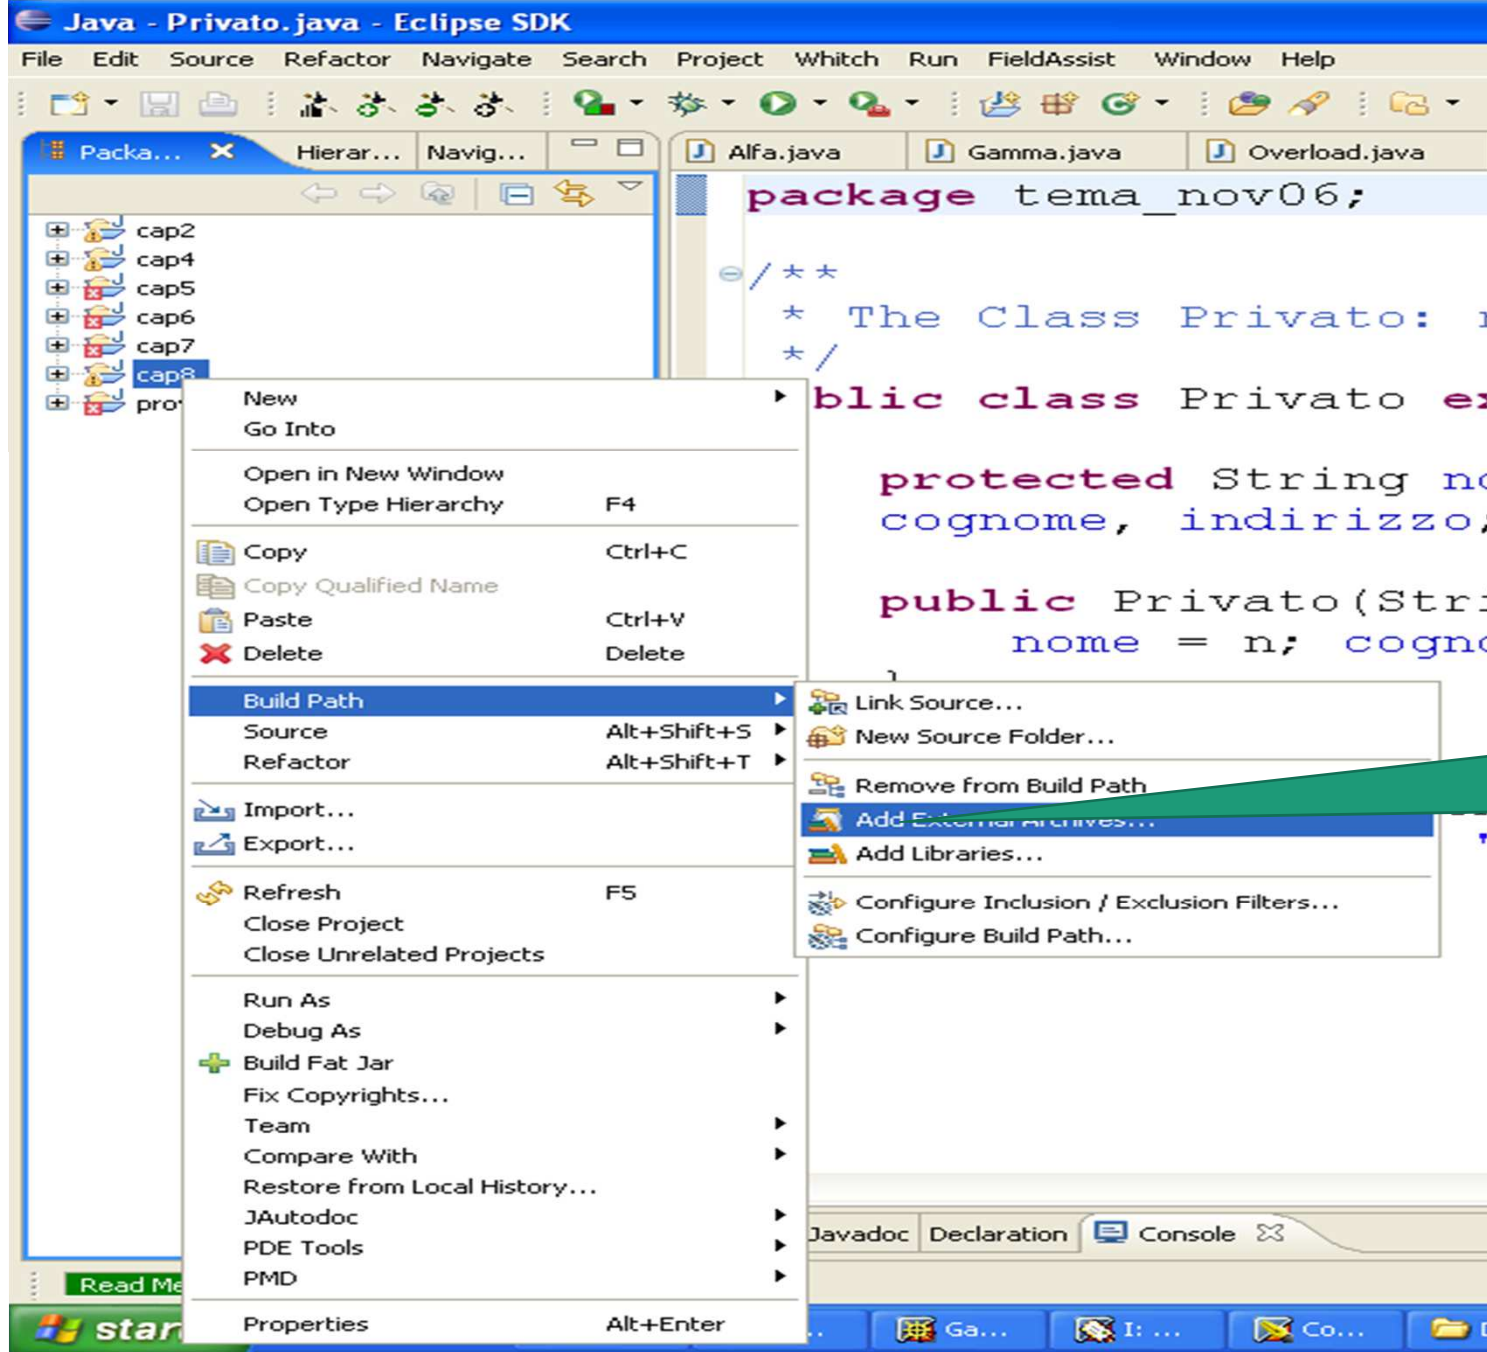 Java - Privato.java - Eclipse SDK
File Edit Source Refactor Navigate Search Project Whitch Run FieldAssist Window Help
Packa... Hierar... Navig...
Alfa.java Gamma.java Overload.java
package tema_nov06;
/**
* The Class Privato:
*/
blic class Privato
protected String
cognome, indirizzo;
public Privato(
nome = n;
cap2
cap4
cap5
cap6
cap7
cap8
New
Go Into
Open in New Window
Open Type Hierarchy F4
Copy Ctrl+C
Copy Qualified Name
Paste Ctrl+V
Delete Delete
Build Path
Source Alt+Shift+S
Refactor Alt+Shift+T
Import...
Export...
Refresh F5
Close Project
Close Unrelated Projects
Run As
Debug As
Build Fat Jar
Fix Copyrights...
Team
Compare With
Restore from Local History...
JAutodoc
PDE Tools
PMD
Properties Alt+Enter
Link Source...
New Source Folder...
Remove from Build Path
Add External Archives...
Add Libraries...
Configure Inclusion / Exclusion Filters...
Configure Build Path...
Javadoc Declaration Console
Read Me
star
Ga... I: ... Co...